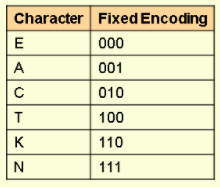 Character Fixed Encoding
E 000
A 001
C 010
T 100
K 110
N 111